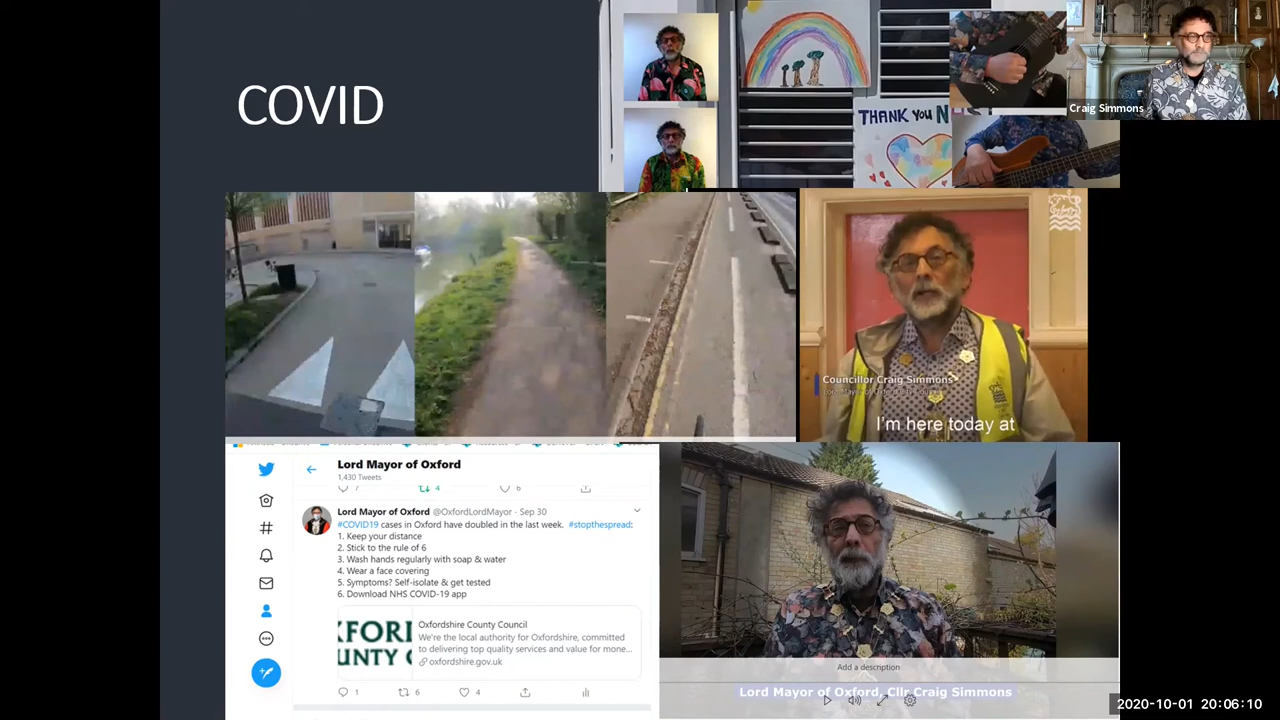 COVID
THANK YOU N
Craig Simmons
Councillor Craig Simmons
I'm here today at
Lord Mayor of Oxford
1,430 Tweets
7
4
6
Lord Mayor of Oxford @OxfordLordMayor · Sep 30
#COVID19 cases in Oxford have doubled in the last week. #stopthespread:
1. Keep your distance
2. Stick to the rule of 6
3. Wash hands regularly with soap & water
4. Wear a face covering
5. Symptoms? Self-isolate & get tested
6. Download NHS COVID-19 app
XFORI
UNTY C
Oxfordshire County Council
We're the local authority for Oxfordshire, committed
to delivering top quality services and value for mone...
oxfordshire.gov.uk
1
6
4
Add a description
Lord Mayor of Oxford, Cllr Craig Simmons
2020-10-01 20:06:10